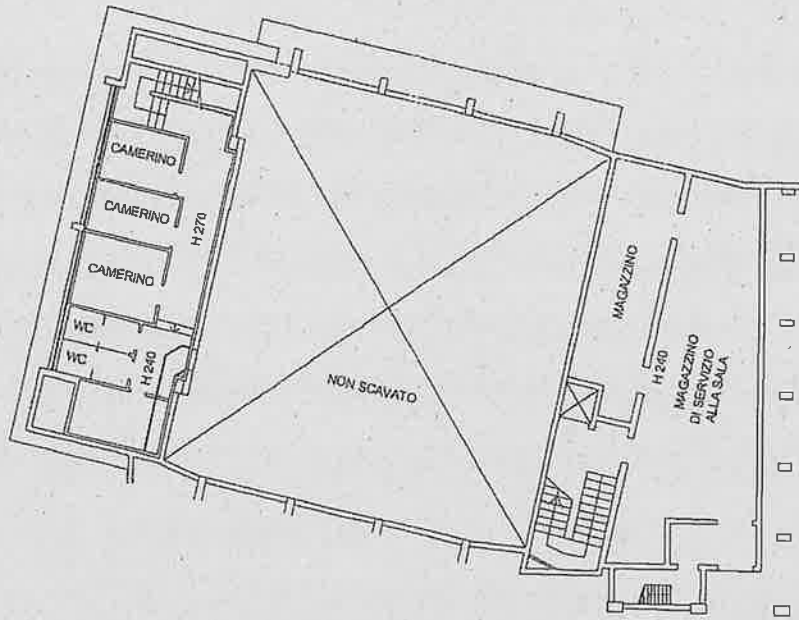 CAMERINO
CAMERINO
CAMERINO
H 270
WC
WC
H 240
NON SCAVATO
MAGAZZINO
H 240
MAGAZZINO
DI SERVIZIO
ALLA SALA